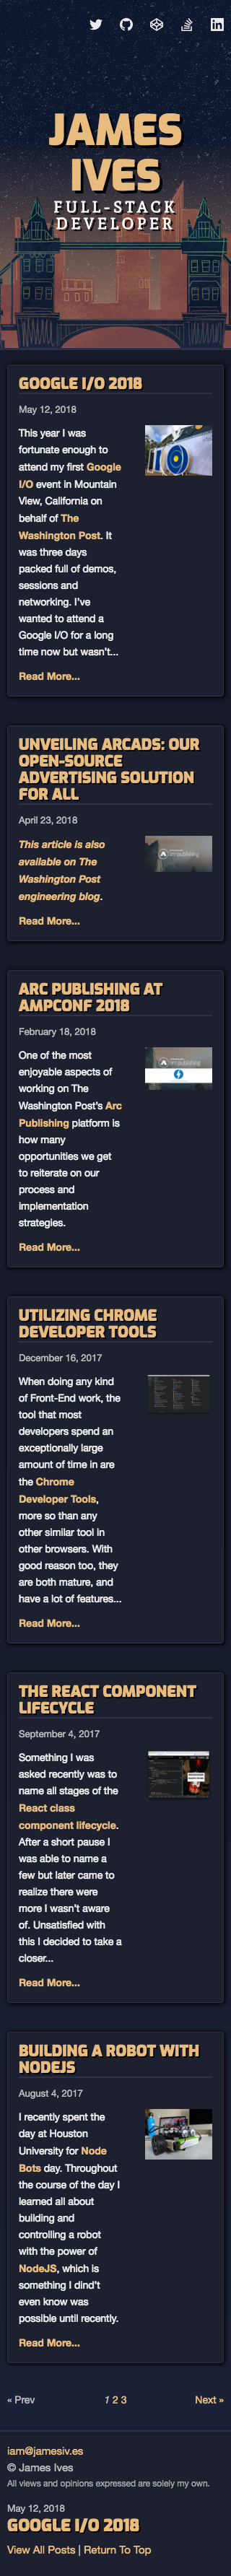 JAMES
IVES
FULL-STACK
DEVELOPER
GOOGLE I/O 2018
May 12, 2018
This year I was
fortunate enough to
attend my first Google
I/O event in Mountain
View, California on
behalf of The
Washington Post. It
was three days
packed full of demos,
sessions and
networking. I've
wanted to attend a
Google I/O for a long
time now but wasn't...
Read More...
UNVEILING ARCADS: OUR
OPEN-SOURCE
ADVERTISING SOLUTION
FOR ALL
April 23, 2018
This article is also
available on The
Washington Post
engineering blog.
Read More...
ARC PUBLISHING AT
AMPCONF 2018
February 18, 2018
One of the most
enjoyable aspects of
working on The
Washington Post's Arc
Publishing platform is
how many
opportunities we get
to reiterate on our
process and
implementation
strategies.
Read More...
UTILIZING CHROME
DEVELOPER TOOLS
December 16, 2017
When doing any kind
of Front-End work, the
tool that most
developers spend an
exceptionally large
amount of time in are
the Chrome
Developer Tools,
more so than any
other similar tool in
other browsers. With
good reason too, they
are both mature, and
have a lot of features...
Read More...
THE REACT COMPONENT
LIFECYCLE
September 4, 2017
Something I was
asked recently was to
name all stages of the
React class
component lifecycle.
After a short pause I
was able to name a
few but later came to
realize there were
more I wasn't aware
of. Unsatisfied with
this I decided to take a
closer...
Read More...
BUILDING A ROBOT WITH
NODEJS
August 4, 2017
I recently spent the
day at Houston
University for Node
Bots day. Throughout
the course of the day I
learned all about
building and
controlling a robot
with the power of
NodeJS, which is
something I dind't
even know was
possible until recently.
Read More...
« Prev 1 2 3 Next »
iam@jamesiv.es
© James Ives
All views and opinions expressed are solely my own.
May 12, 2018
GOOGLE I/O 2018
View All Posts | Return To Top